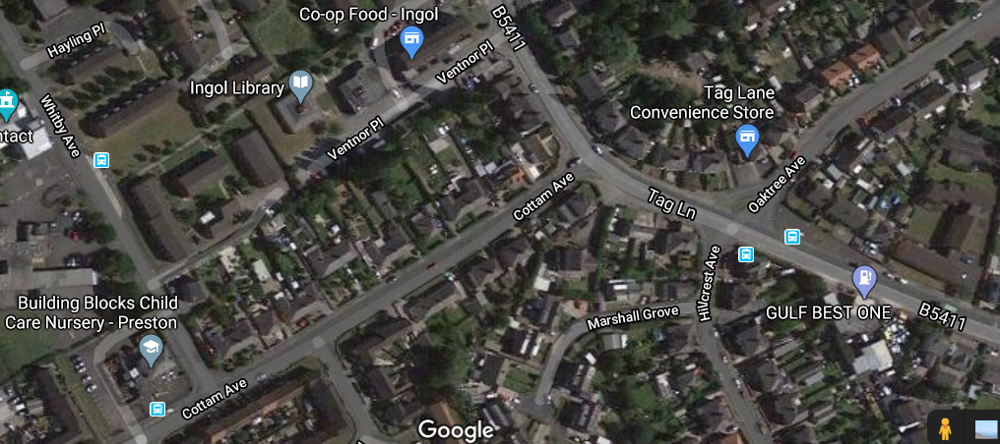 Co-op Food - Ingol
B5411
Hayling Pl
Ventnor Pl
Ingol Library
Tag Lane
Convenience Store
Whitby Ave
ntact
Ventnor Pl
Oaktree Ave
Cottam Ave
Tag Ln
Hillcrest Ave
Building Blocks Child
Care Nursery - Preston
Marshall Grove
GULF BEST ONE
B5411
Cottam Ave
Google